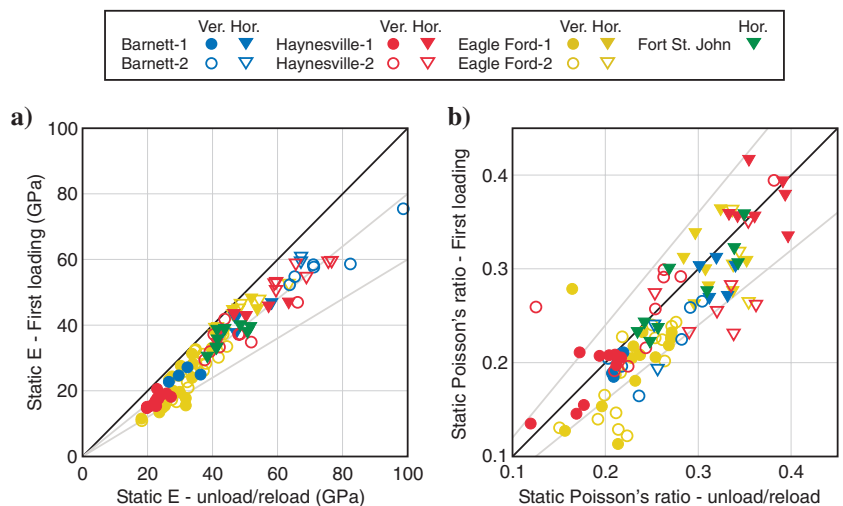 Ver. Hor. Ver. Hor. Ver. Hor. Hor.
Barnett-1 Haynesville-1 Eagle Ford-1 Fort St. John
Barnett-2 Haynesville-2 Eagle Ford-2
a)
100
80
60
40
20
0
0 20 40 60 80 100
Static E - First loading (GPa)
Static E - unload/reload (GPa)
b)
0.4
0.3
0.2
0.1
0.1 0.2 0.3 0.4
Static Poisson's ratio - First loading
Static Poisson's ratio - unload/reload